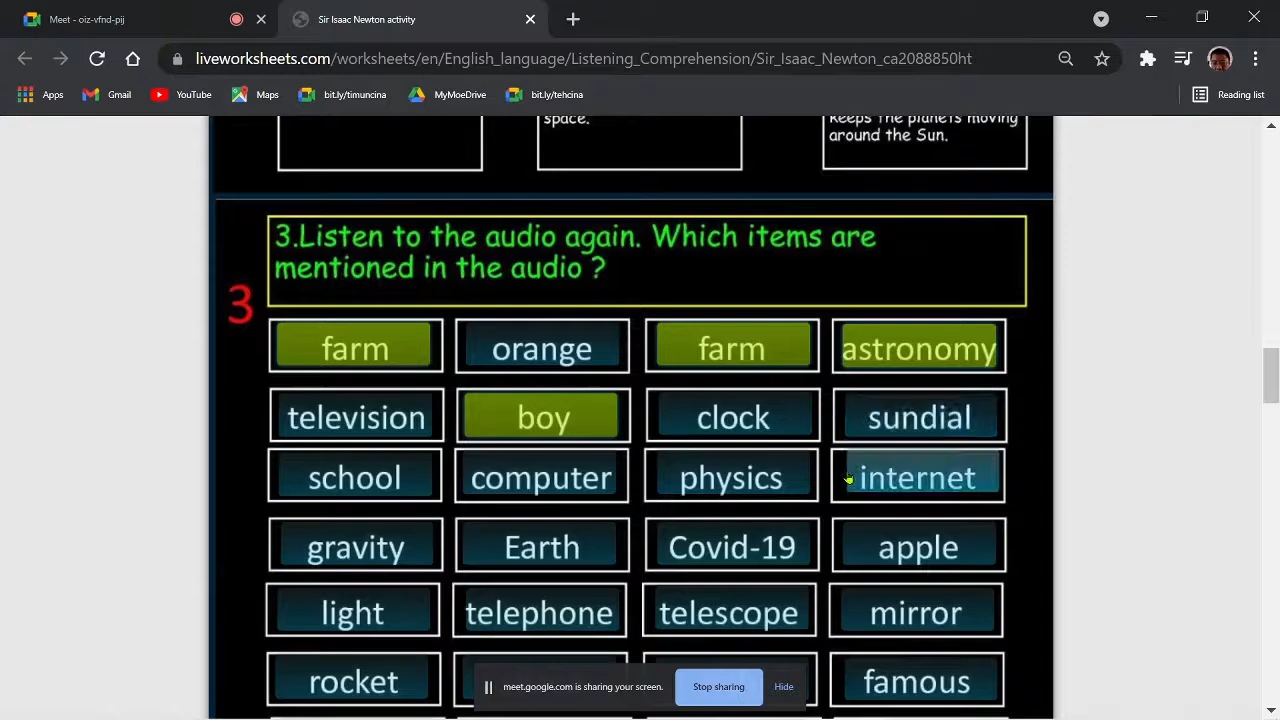 Meet - oiz-vfnd-pij
Sir Isaac Newton activity
liveworksheets.com/worksheets/en/English_language/Listening_Comprehension/Sir_Isaac_Newton_ca2088850ht
Apps Gmail YouTube Maps bit.ly/timuncina MyMoeDrive bit.ly/tehcina Reading list
space.
keeps the planets moving
around the Sun.
3.Listen to the audio again. Which items are
mentioned in the audio ?
3
farm orange farm astronomy
television boy clock sundial
school computer physics internet
gravity Earth Covid-19 apple
light telephone telescope mirror
rocket famous
meet.google.com is sharing your screen. Stop sharing Hide